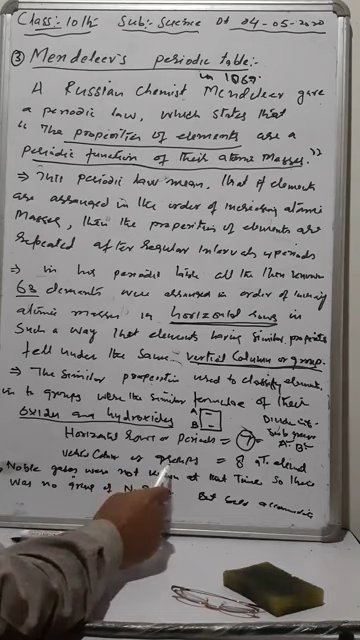 Class:- 10th Sub:- Science Dt 04-05-2020
③ Mendeleev's periodic table:-
in 1869.
A Russian Chemist Mendeleev gave
a periodic law, which states that
"The properties of elements are a
periodic function of their atomic Masses."
⇒ This periodic law mean, that if elements
are arranged in the order of increasing atomic
Masses, then the properties of elements are
repeated after regular intervals
⇒ in his periodic all the then known
63 elements were arranged in order of
atomic masses in horizontal rows in
Such a way that elements having similar properties
fell under the same vertical Column or group.
⇒ The similar properties used to classify elements
in to groups were the similar formulae of their
oxides and hydroxides A B Divided
Sub groups
Horizontal Rows or Periods = 7 A- B-
Vertical Column or groups = 8
Noble gases were not known at that Time So there
was no group of N. But